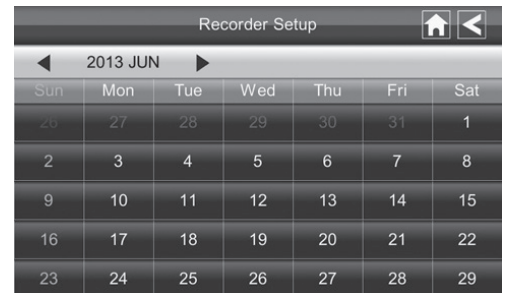 Recorder Setup
2013 JUN
Sun Mon Tue Wed Thu Fri Sat
26 27 28 29 30 31 1
2 3 4 5 6 7 8
9 10 11 12 13 14 15
16 17 18 19 20 21 22
23 24 25 26 27 28 29